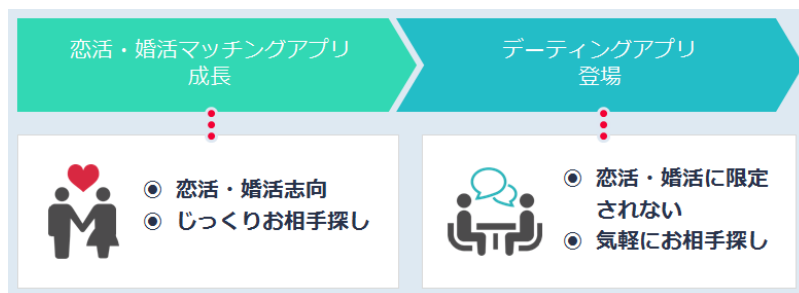 恋活・婚活マッチングアプリ
成長
デーティングアプリ
登場
◉ 恋活・婚活志向
◉ じっくりお相手探し
◉ 恋活・婚活に限定
されない
◉ 気軽にお相手探し